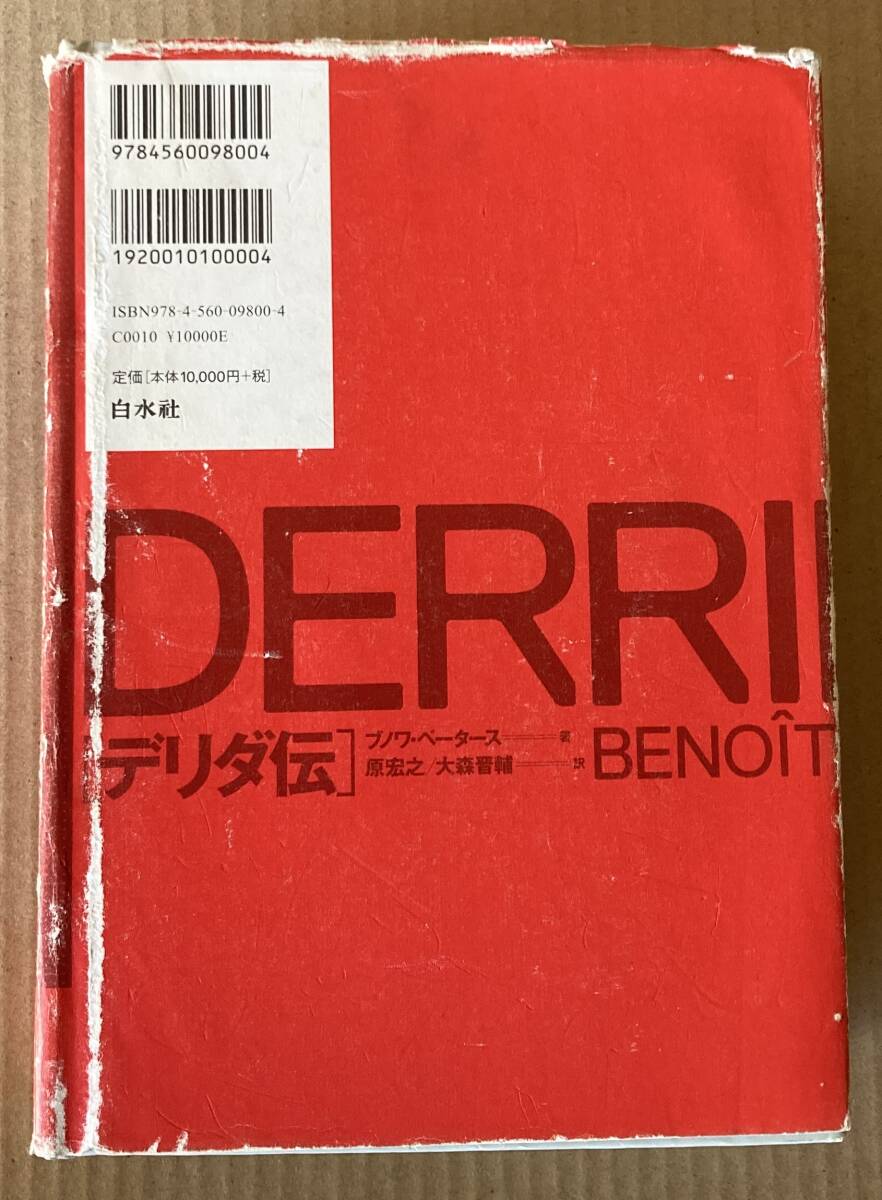 9784560098004
1920010100004
ISBN978-4-560-09800-4
C0010 ¥10000E
定価[本体10,000円+税]
白水社
DERRI
[デリダ伝]
ブノワ・ペータース 著
原宏之/大森晋輔 訳
BENOÎT